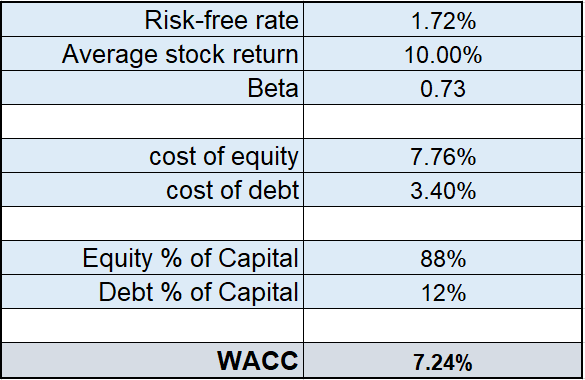 Risk-free rate 1.72%
Average stock return 10.00%
Beta 0.73
cost of equity 7.76%
cost of debt 3.40%
Equity % of Capital 88%
Debt % of Capital 12%
WACC 7.24%